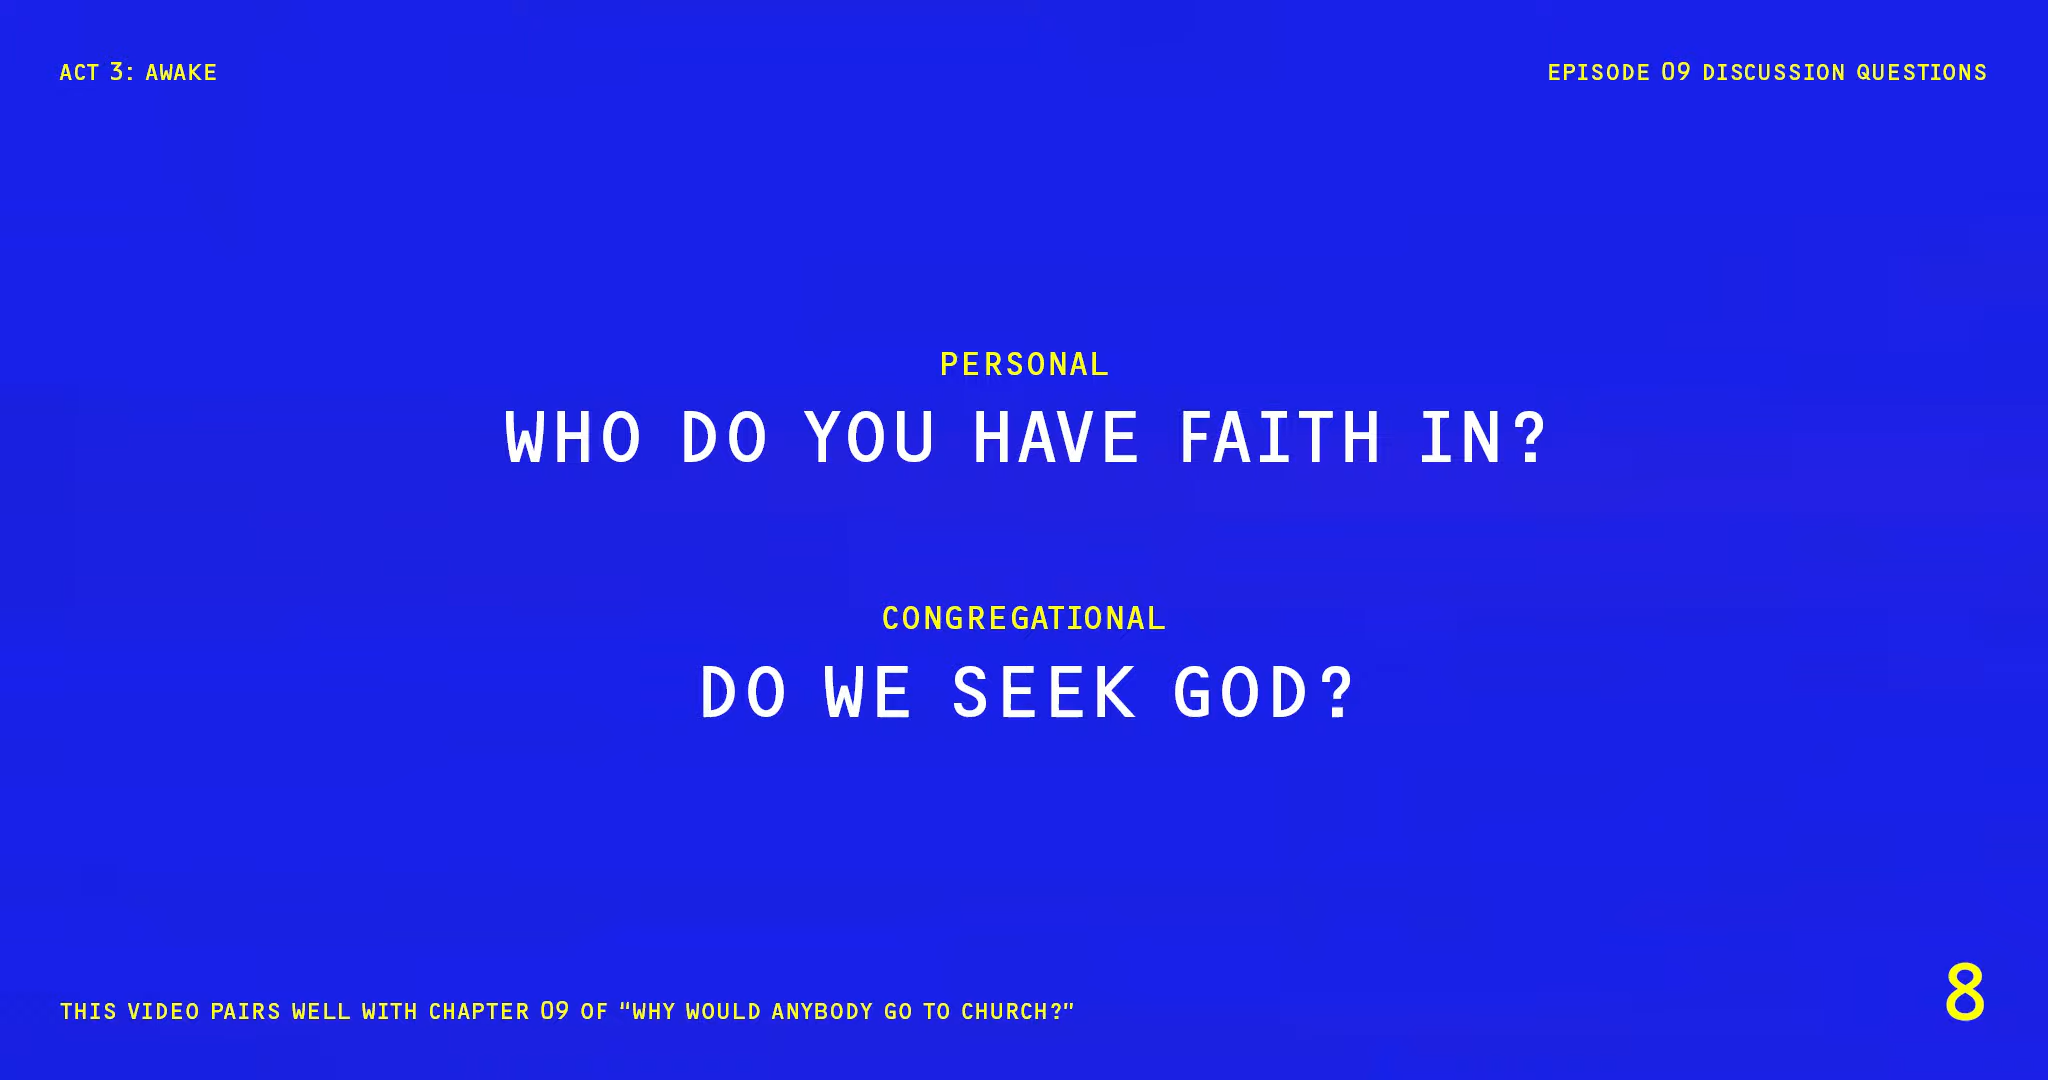 ACT 3: AWAKE
EPISODE 09 DISCUSSION QUESTIONS
PERSONAL
WHO DO YOU HAVE FAITH IN?
CONGREGATIONAL
DO WE SEEK GOD?
THIS VIDEO PAIRS WELL WITH CHAPTER 09 OF “WHY WOULD ANYBODY GO TO CHURCH?”
8